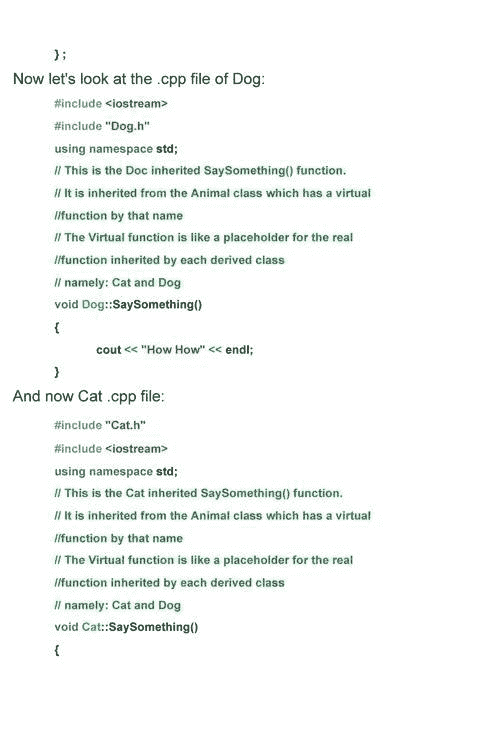 };
Now let's look at the .cpp file of Dog:
#include <iostream>
#include "Dog.h"
using namespace std;
// This is the Doc inherited SaySomething() function.
// It is inherited from the Animal class which has a virtual
//function by that name
// The Virtual function is like a placeholder for the real
//function inherited by each derived class
// namely: Cat and Dog
void Dog::SaySomething()
{
cout << "How How" << endl;
}
And now Cat .cpp file:
#include "Cat.h"
#include <iostream>
using namespace std;
// This is the Cat inherited SaySomething() function.
// It is inherited from the Animal class which has a virtual
//function by that name
// The Virtual function is like a placeholder for the real
//function inherited by each derived class
// namely: Cat and Dog
void Cat::SaySomething()
{